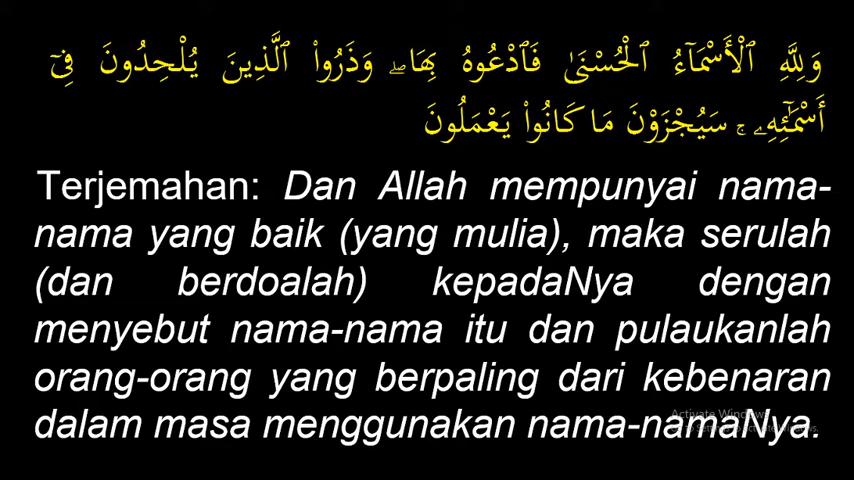 وَلِلَّهِ ٱلْأَسْمَآءُ ٱلْحُسْنَىٰ فَٱدْعُوهُ بِهَا ۖ وَذَرُوا۟ ٱلَّذِينَ يُلْحِدُونَ فِىٓ
أَسْمَٰٓئِهِۦ ۚ سَيُجْزَوْنَ مَا كَانُوا۟ يَعْمَلُونَ
Terjemahan: Dan Allah mempunyai nama-
nama yang baik (yang mulia), maka serulah
(dan berdoalah) kepadaNya dengan
menyebut nama-nama itu dan pulaukanlah
orang-orang yang berpaling dari kebenaran
dalam masa menggunakan nama-namaNya.
Activate Windows